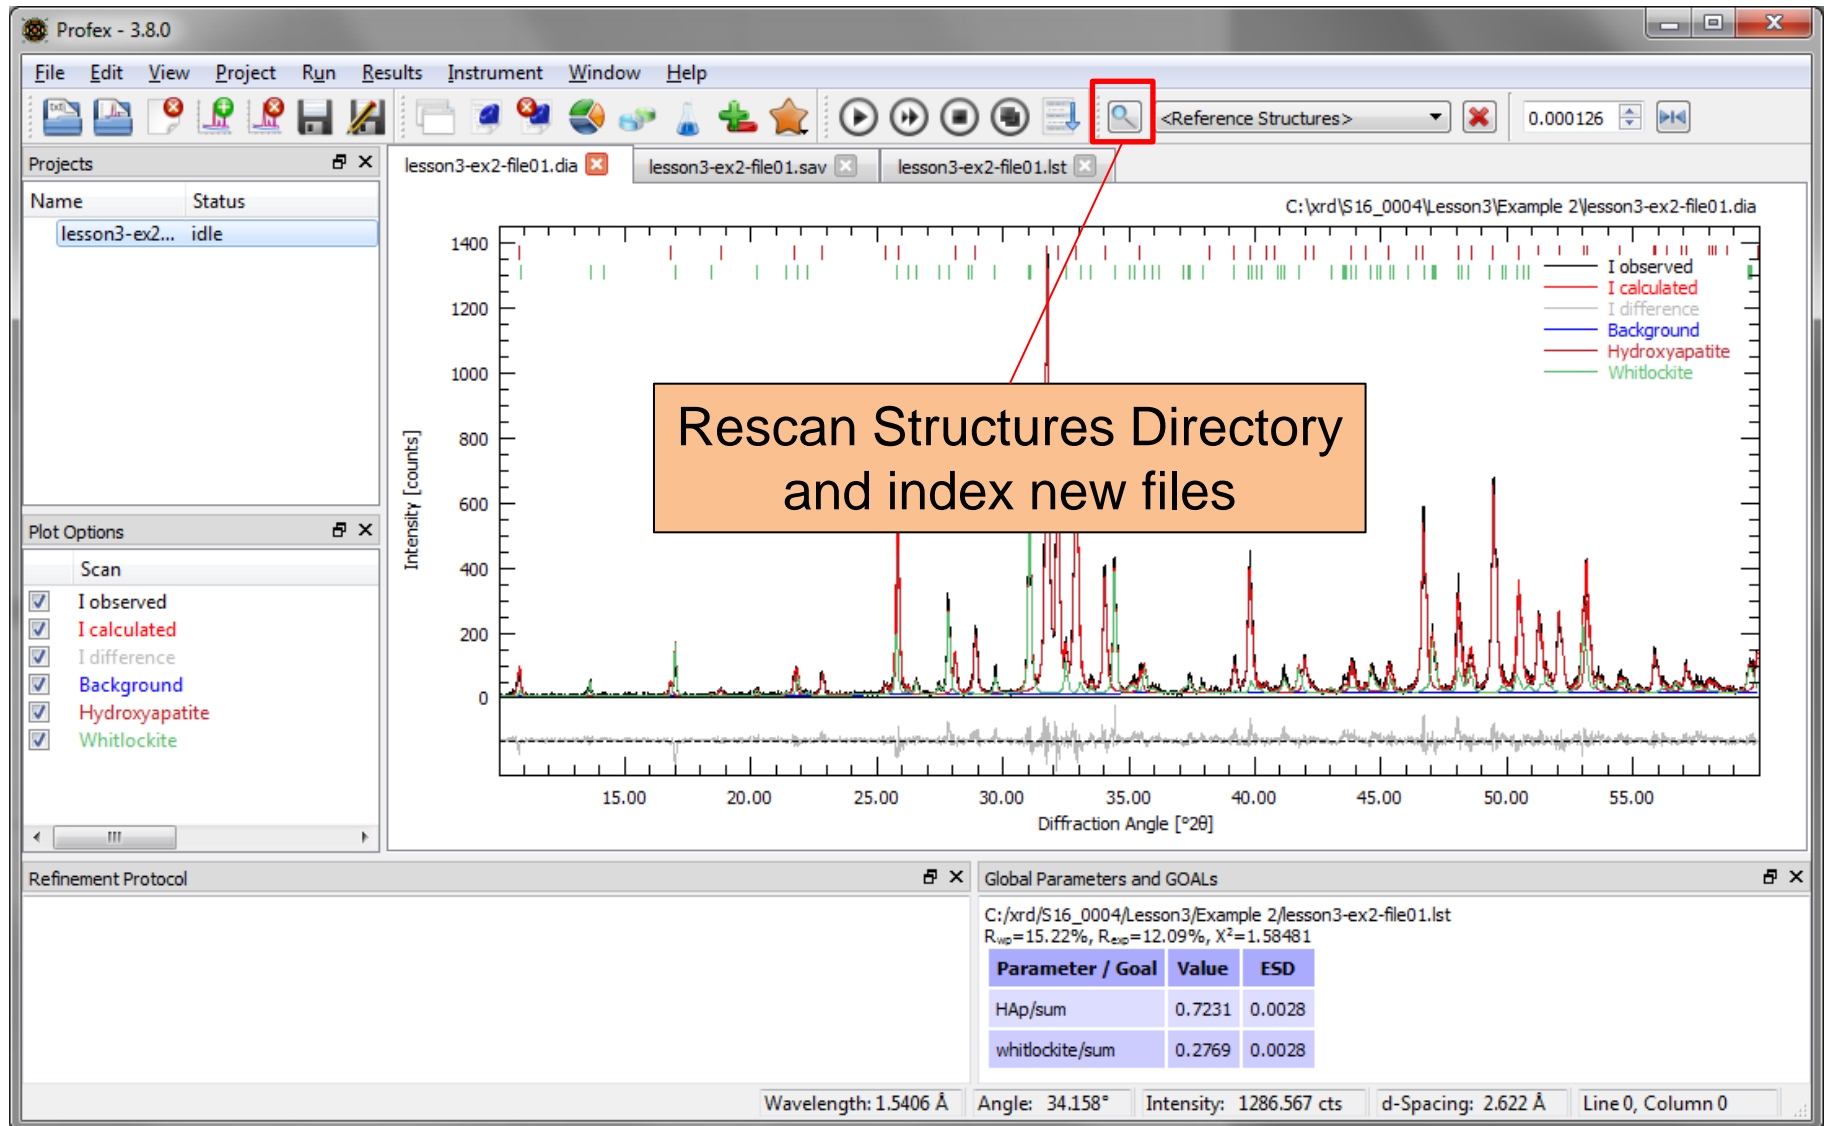 Profex - 3.8.0
File Edit View Project Run Results Instrument Window Help
<Reference Structures> 0.000126
Projects
Name Status
lesson3-ex2... idle
lesson3-ex2-file01.dia lesson3-ex2-file01.sav lesson3-ex2-file01.lst
C:\xrd\S16_0004\Lesson3\Example 2\lesson3-ex2-file01.dia
1400
1200
1000
800
600
400
200
0
Intensity [counts]
I observed
I calculated
I difference
Background
Hydroxyapatite
Whitlockite
Rescan Structures Directory
and index new files
15.00 20.00 25.00 30.00 35.00 40.00 45.00 50.00 55.00
Diffraction Angle [°2θ]
Plot Options
Scan
I observed
I calculated
I difference
Background
Hydroxyapatite
Whitlockite
Refinement Protocol
Global Parameters and GOALs
C:/xrd/S16_0004/Lesson3/Example 2/lesson3-ex2-file01.lst
Rwp=15.22%, Rexp=12.09%, X²=1.58481
Parameter / Goal Value ESD
HAp/sum 0.7231 0.0028
whitlockite/sum 0.2769 0.0028
Wavelength: 1.5406 Å Angle: 34.158° Intensity: 1286.567 cts d-Spacing: 2.622 Å Line 0, Column 0